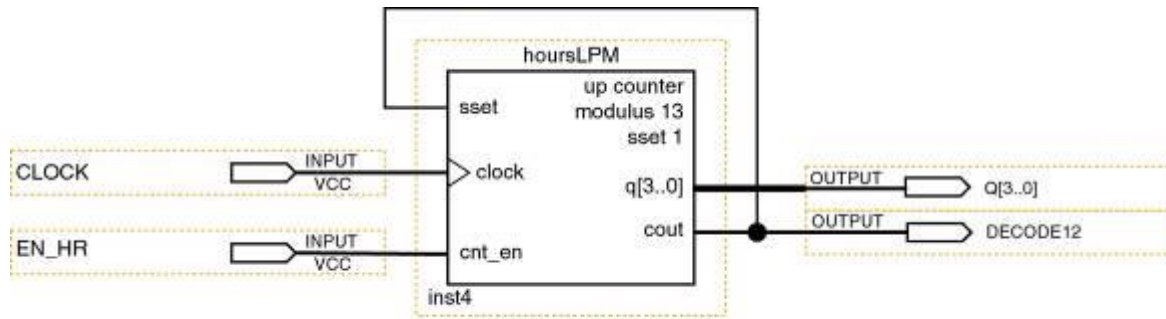 hoursLPM
up counter
modulus 13
sset 1
sset
CLOCK
INPUT
VCC
clock
q[3..0]
OUTPUT
Q[3..0]
cout
OUTPUT
DECODE12
EN_HR
INPUT
VCC
cnt_en
inst4